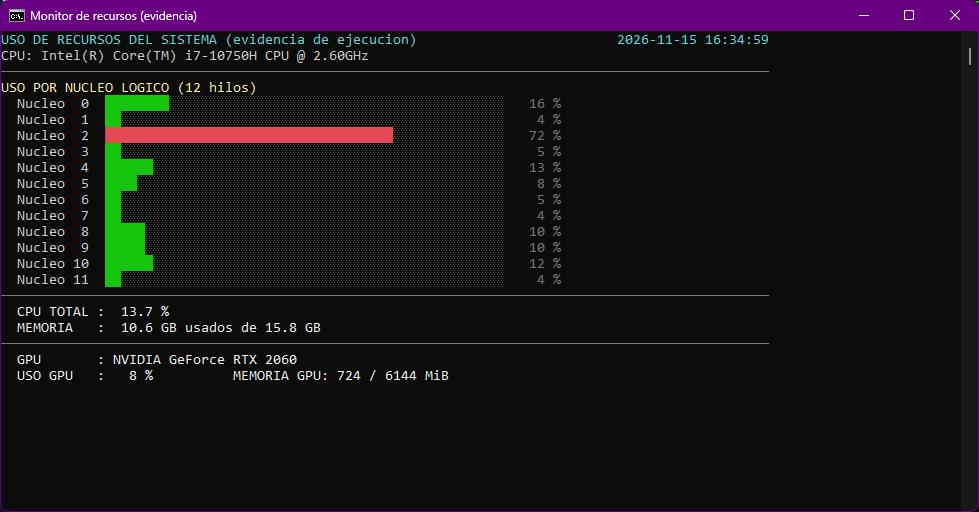 Monitor de recursos (evidencia)
USO DE RECURSOS DEL SISTEMA (evidencia de ejecucion) 2026-11-15 16:34:59
CPU: Intel(R) Core(TM) i7-10750H CPU @ 2.60GHz
USO POR NUCLEO LOGICO (12 hilos)
Nucleo 0 16 %
Nucleo 1 4 %
Nucleo 2 72 %
Nucleo 3 5 %
Nucleo 4 13 %
Nucleo 5 8 %
Nucleo 6 5 %
Nucleo 7 4 %
Nucleo 8 10 %
Nucleo 9 10 %
Nucleo 10 12 %
Nucleo 11 4 %
CPU TOTAL : 13.7 %
MEMORIA : 10.6 GB usados de 15.8 GB
GPU : NVIDIA GeForce RTX 2060
USO GPU : 8 % MEMORIA GPU: 724 / 6144 MiB